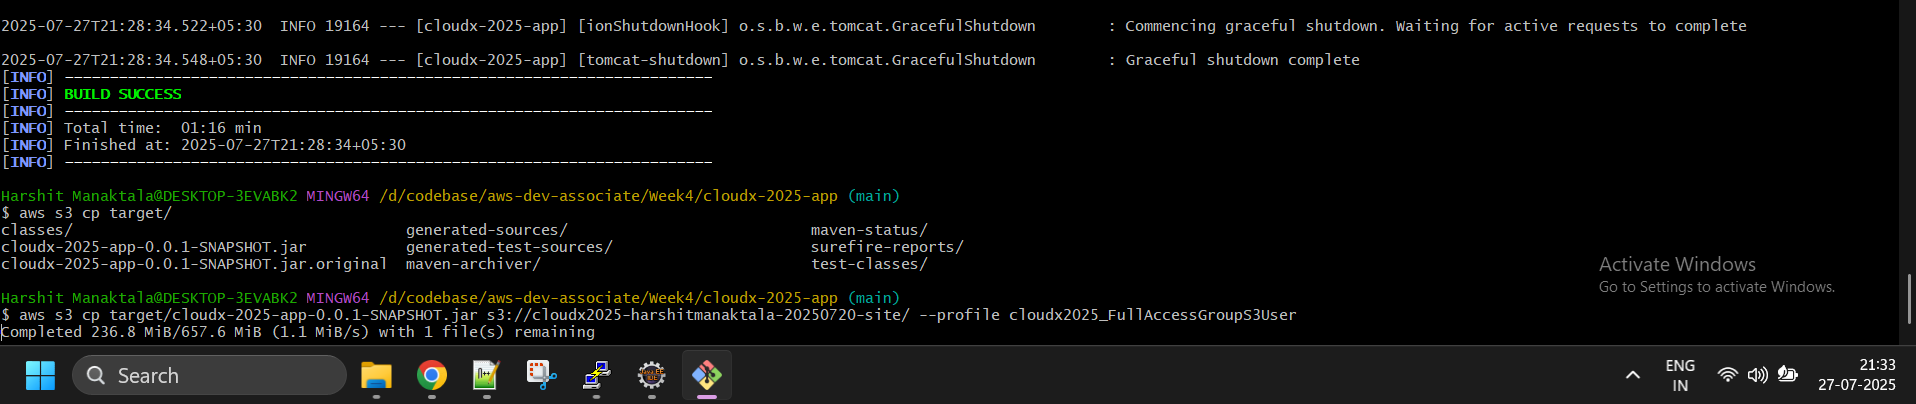 2025-07-27T21:28:34.522+05:30  INFO 19164 --- [cloudx-2025-app] [ionShutdownHook] o.s.b.w.e.tomcat.GracefulShutdown        : Commencing graceful shutdown. Waiting for active requests to complete
2025-07-27T21:28:34.548+05:30  INFO 19164 --- [cloudx-2025-app] [tomcat-shutdown] o.s.b.w.e.tomcat.GracefulShutdown        : Graceful shutdown complete
[INFO] ------------------------------------------------------------------------
[INFO] BUILD SUCCESS
[INFO] ------------------------------------------------------------------------
[INFO] Total time:  01:16 min
[INFO] Finished at: 2025-07-27T21:28:34+05:30
[INFO] ------------------------------------------------------------------------
Harshit Manaktala@DESKTOP-3EVABK2 MINGW64 /d/codebase/aws-dev-associate/Week4/cloudx-2025-app (main)
$ aws s3 cp target/
classes/                                     generated-sources/                           maven-status/
cloudx-2025-app-0.0.1-SNAPSHOT.jar           generated-test-sources/                      surefire-reports/
cloudx-2025-app-0.0.1-SNAPSHOT.jar.original  maven-archiver/                              test-classes/
Harshit Manaktala@DESKTOP-3EVABK2 MINGW64 /d/codebase/aws-dev-associate/Week4/cloudx-2025-app (main)
$ aws s3 cp target/cloudx-2025-app-0.0.1-SNAPSHOT.jar s3://cloudx2025-harshitmanaktala-20250720-site/ --profile cloudx2025_FullAccessGroupS3User
Completed 236.8 MiB/657.6 MiB (1.1 MiB/s) with 1 file(s) remaining
Activate Windows
Go to Settings to activate Windows.
Search
ENG
IN
21:33
27-07-2025